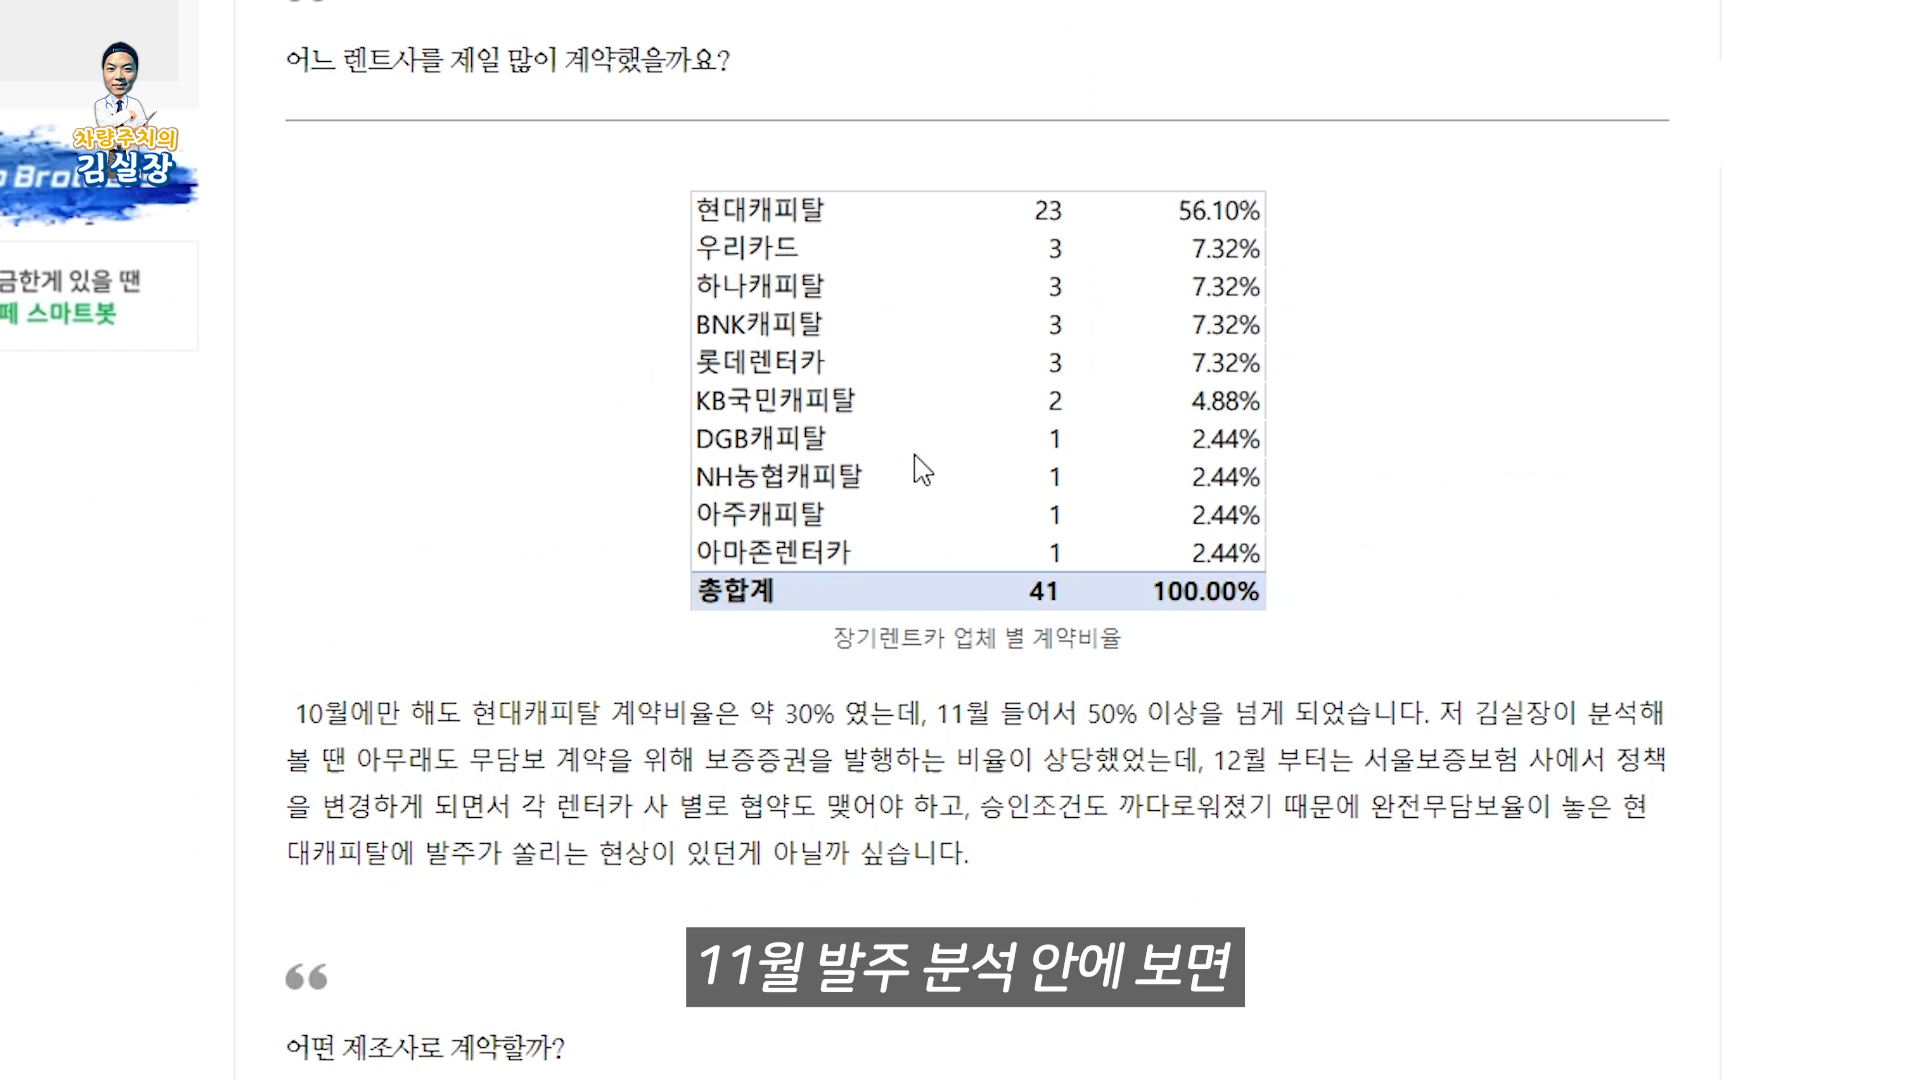 어느 렌트사를 제일 많이 계약했을까요?
차량주치의
김실장
금한게 있을 땐
페 스마트봇
현대캐피탈 23 56.10%
우리카드 3 7.32%
하나캐피탈 3 7.32%
BNK캐피탈 3 7.32%
롯데렌터카 3 7.32%
KB국민캐피탈 2 4.88%
DGB캐피탈 1 2.44%
NH농협캐피탈 1 2.44%
아주캐피탈 1 2.44%
아마존렌터카 1 2.44%
총합계 41 100.00%
장기렌트카 업체 별 계약비율
10월에만 해도 현대캐피탈 계약비율은 약 30% 였는데, 11월 들어서 50% 이상을 넘게 되었습니다. 저 김실장이 분석해
볼 땐 아무래도 무담보 계약을 위해 보증증권을 발행하는 비율이 상당했었는데, 12월 부터는 서울보증보험 사에서 정책
을 변경하게 되면서 각 렌터카 사 별로 협약도 맺어야 하고, 승인조건도 까다로워졌기 때문에 완전무담보율이 놓은 현
대캐피탈에 발주가 쏠리는 현상이 있던게 아닐까 싶습니다.
11월 발주 분석 안에 보면
❝
어떤 제조사로 계약할까?